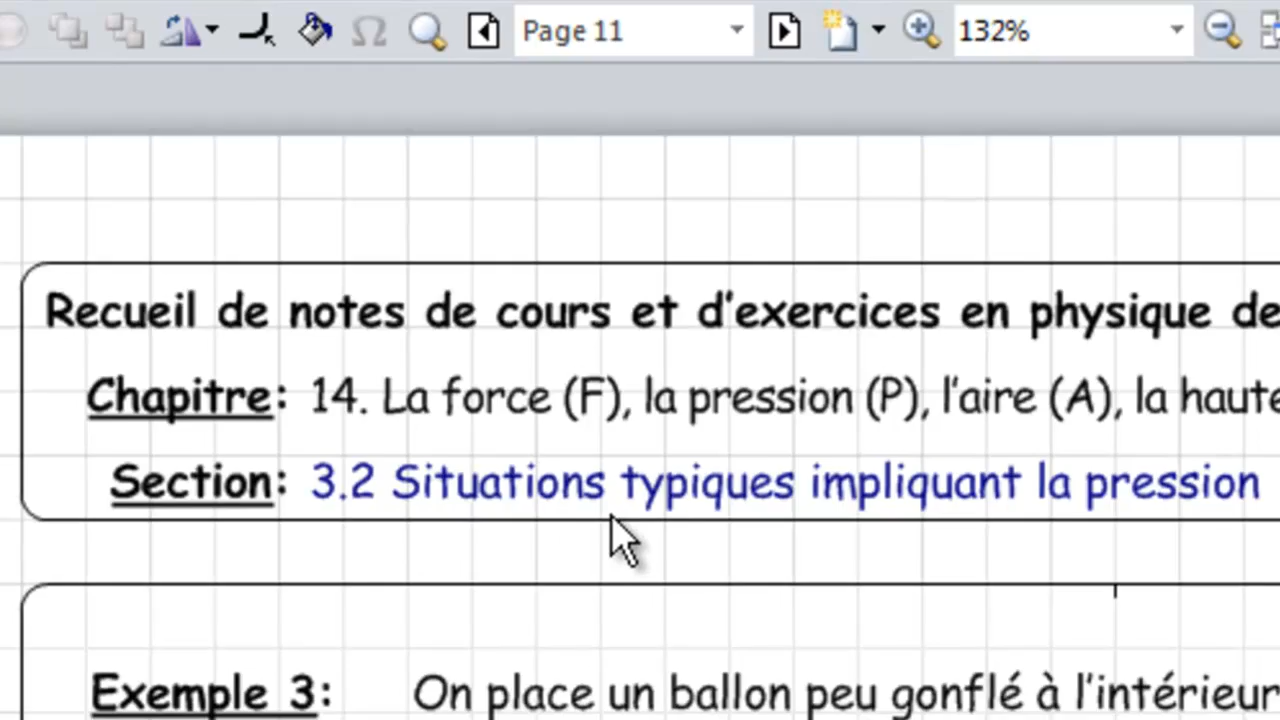 Page 11 132%
Recueil de notes de cours et d'exercices en physique de
Chapitre: 14. La force (F), la pression (P), l'aire (A), la haute
Section: 3.2 Situations typiques impliquant la pression
Exemple 3: On place un ballon peu gonflé à l'intérieur